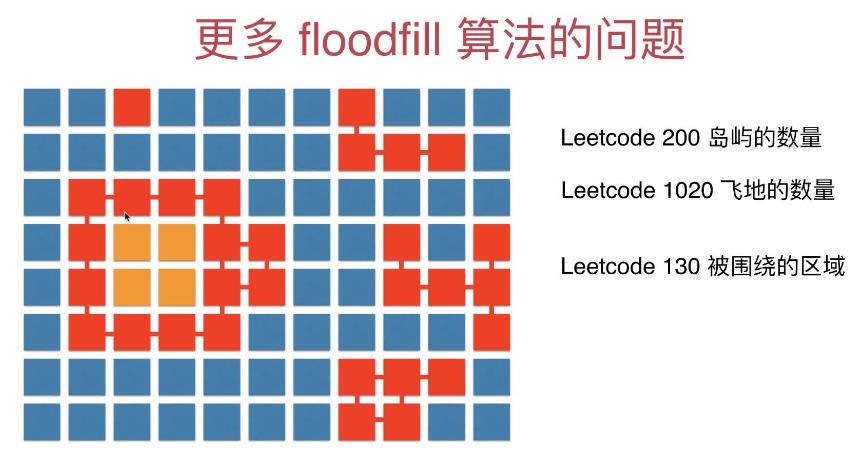 更多 floodfill 算法的问题
Leetcode 200 岛屿的数量
Leetcode 1020 飞地的数量
Leetcode 130 被围绕的区域